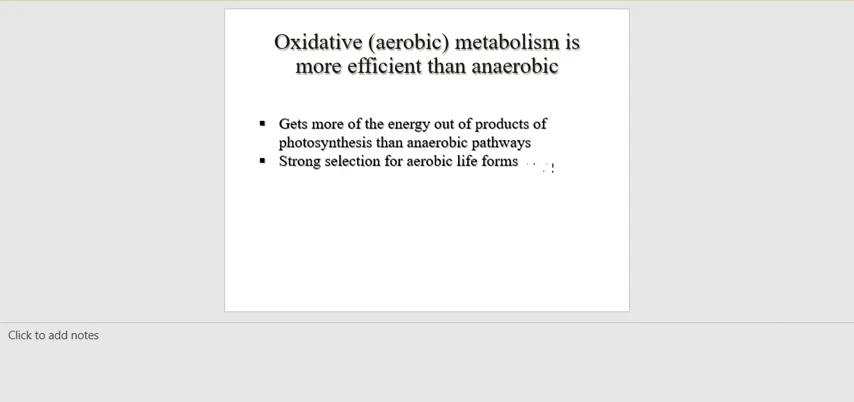 Oxidative (aerobic) metabolism is
more efficient than anaerobic
▪ Gets more of the energy out of products of
photosynthesis than anaerobic pathways
▪ Strong selection for aerobic life forms
Click to add notes